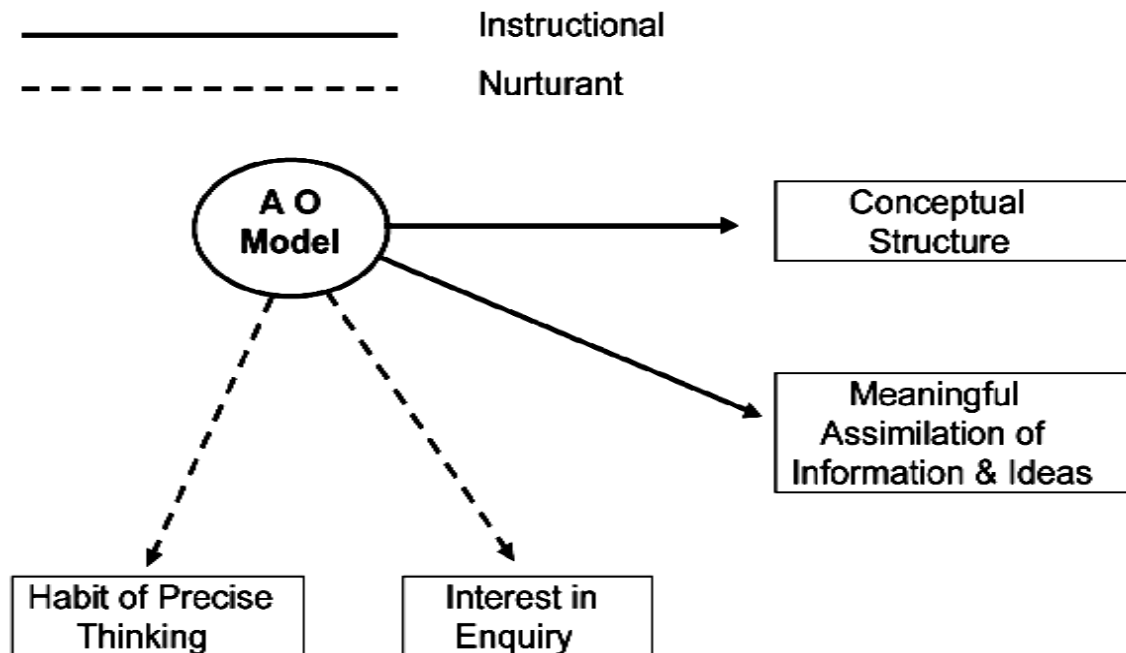 Instructional
Nurturant
A O
Model
Conceptual
Structure
Meaningful
Assimilation of
Information & Ideas
Habit of Precise
Thinking
Interest in
Enquiry